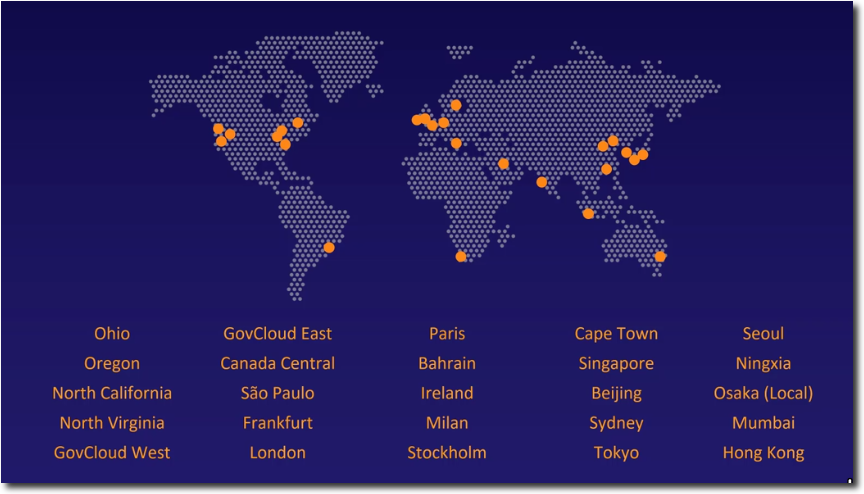 Ohio GovCloud East Paris Cape Town Seoul
Oregon Canada Central Bahrain Singapore Ningxia
North California São Paulo Ireland Beijing Osaka (Local)
North Virginia Frankfurt Milan Sydney Mumbai
GovCloud West London Stockholm Tokyo Hong Kong